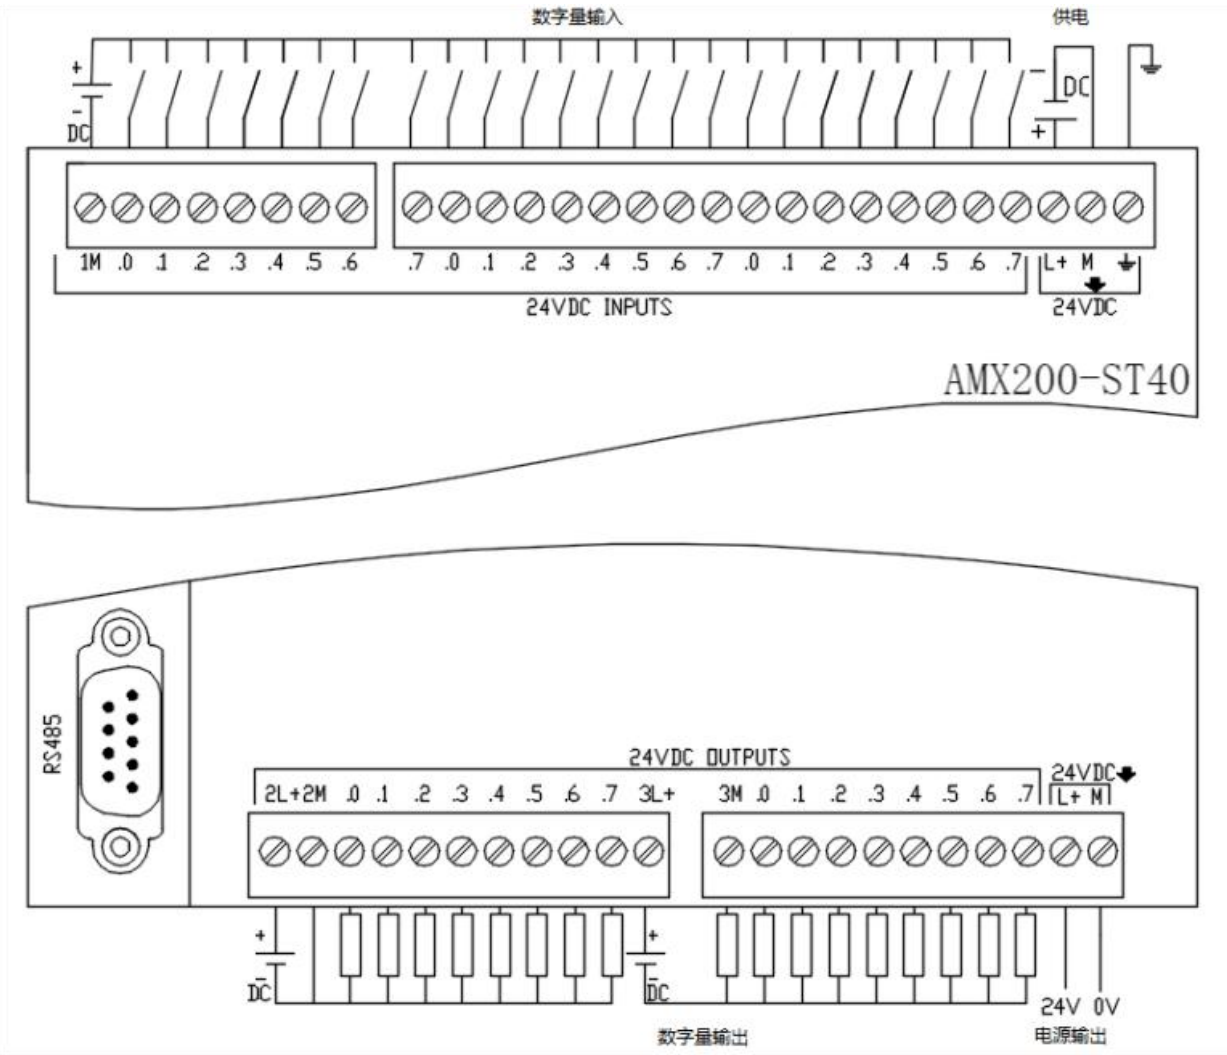 数字量输入 供电
+ - DC
- DC +
1M .0 .1 .2 .3 .4 .5 .6 .7 .0 .1 .2 .3 .4 .5 .6 .7 .0 .1 .2 .3 .4 .5 .6 .7 L+ M
24VDC INPUTS 24VDC
AMX200-ST40
RS485
24VDC OUTPUTS 24VDC
2L+ 2M .0 .1 .2 .3 .4 .5 .6 .7 3L+ 3M .0 .1 .2 .3 .4 .5 .6 .7 L+ M
+ +
- DC - DC
24V 0V
数字量输出 电源输出